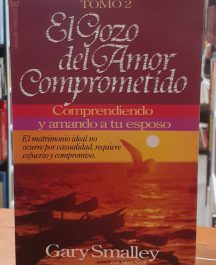 TOMO 2
El Gozo
del Amor
Comprometido
Comprendiendo
y amando a tu esposo
El matrimonio ideal no
ocurre por casualidad, requiere
esfuerzo y compromiso.
Gary Smalley